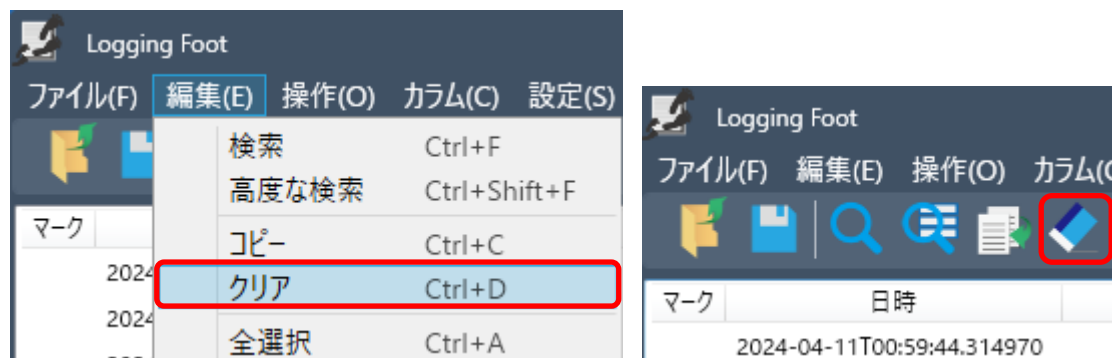 Logging Foot
ファイル(F) 編集(E) 操作(O) カラム(C) 設定(S)
検索 Ctrl+F
高度な検索 Ctrl+Shift+F
コピー Ctrl+C
クリア Ctrl+D
全選択 Ctrl+A
マーク
2024
2024
Logging Foot
ファイル(F) 編集(E) 操作(O) カラム(C
マーク 日時
2024-04-11T00:59:44.314970